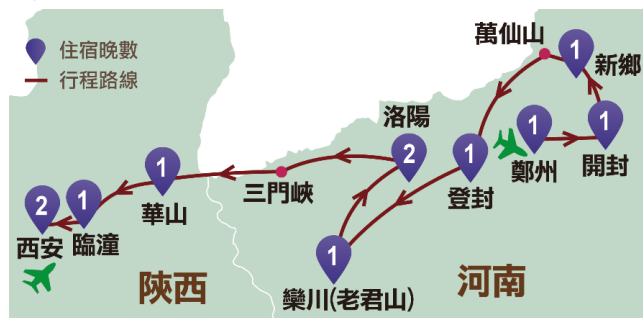 住宿晚數
行程路線
萬仙山
1
新鄉
洛陽
1
鄭州
1
開封
2
1
登封
三門峽
1
華山
2
西安
1
臨潼
1
欒川(老君山)
陝西
河南